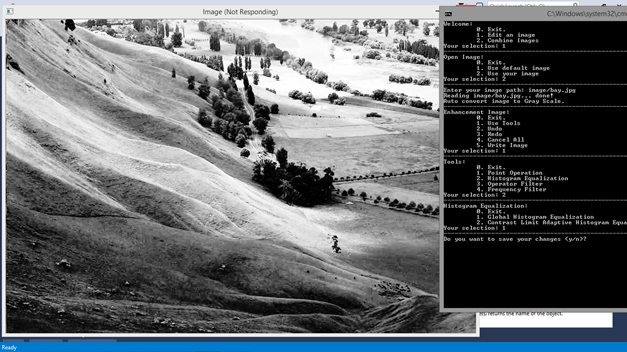 Image (Not Responding)
C:\Windows\system32\cm
Welcome:
0. Exit.
1. Edit an image
2. Combine Images
Your selection: 1
Open Image:
0. Exit.
1. Use default image
2. Use your image
Your selection: 2
Enter your image path: image/bay.jpg
Reading image/bay.jpg... done!
Auto convert image to Gray Scale.
Enhancement Image:
0. Exit.
1. Use Tools
2. Undo
3. Redo
4. Cancel All
5. Write Image
Your selection: 1
Tools:
0. Exit.
1. Point Operation
2. Histogram Equalization
3. Operator Filter
4. Frequency Filter
Your selection: 2
Histogram Equalization:
0. Exit.
1. Global Histogram Equalization
2. Contrast Limit Adaptive Histogram Equa
Your selection: 1
Do you want to save your changes (y/n)?
returns the name of the object.
Ready